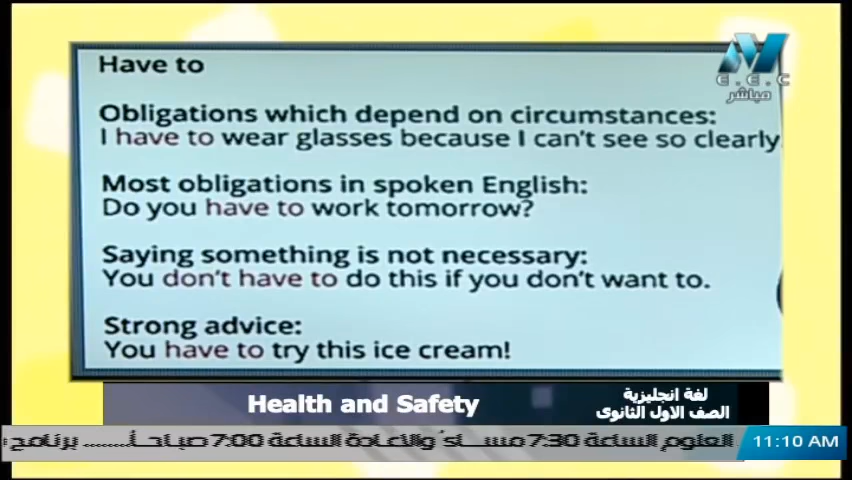 Have to
E.E.C
مباشر
Obligations which depend on circumstances:
I have to wear glasses because I can't see so clearly
Most obligations in spoken English:
Do you have to work tomorrow?
Saying something is not necessary:
You don't have to do this if you don't want to.
Strong advice:
You have to try this ice cream!
Health and Safety
لغة انجليزية
الصف الاول الثانوى
العلوم الساعة 7:30 مساءً والاعادة الساعة 7:00 صباحاً........ برنامج:
11:10 AM